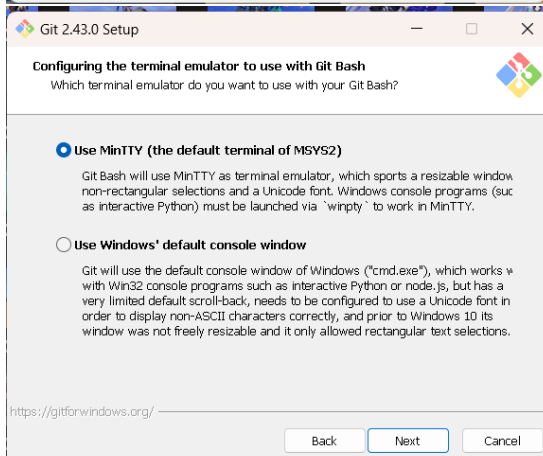 Git 2.43.0 Setup
Configuring the terminal emulator to use with Git Bash
Which terminal emulator do you want to use with your Git Bash?
Use MinTTY (the default terminal of MSYS2)
Git Bash will use MinTTY as terminal emulator, which sports a resizable window
non-rectangular selections and a Unicode font. Windows console programs (suc
as interactive Python) must be launched via `winpty` to work in MinTTY.
Use Windows' default console window
Git will use the default console window of Windows ("cmd.exe"), which works w
with Win32 console programs such as interactive Python or node.js, but has a
very limited default scroll-back, needs to be configured to use a Unicode font in
order to display non-ASCII characters correctly, and prior to Windows 10 its
window was not freely resizable and it only allowed rectangular text selections.
https://gitforwindows.org/
Back Next Cancel